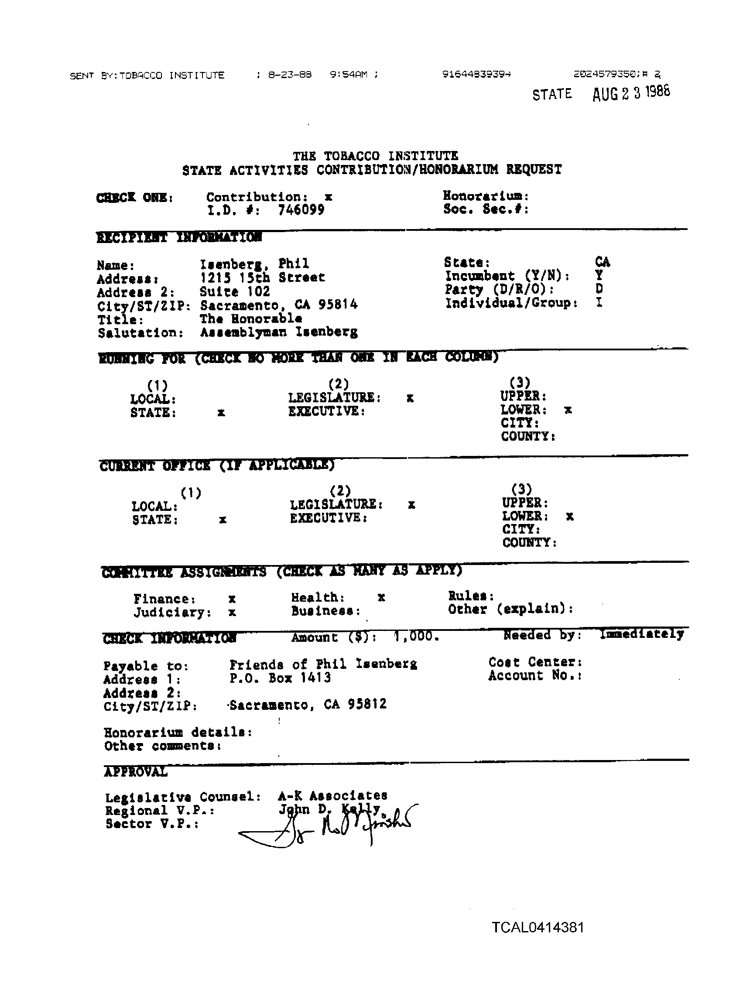 SENT BY:TOBACCO INSTITUTE ; 8-23-88 9:54AM ; 9164483939→ 2024579350;# 2
STATE AUG 23 1988
THE TOBACCO INSTITUTE
STATE ACTIVITIES CONTRIBUTION/HONORARIUM REQUEST
CHECK ONE: Contribution: x Honorarium:
I.D. #: 746099 Soc. Sec.#:
RECIPIENT INFORMATION
Name: Isenberg, Phil State: CA
Address: 1215 15th Street Incumbent (Y/N): Y
Address 2: Suite 102 Party (D/R/O): D
City/ST/ZIP: Sacramento, CA 95814 Individual/Group: I
Title: The Honorable
Salutation: Assemblyman Isenberg
RUNNING FOR (CHECK NO MORE THAN ONE IN EACH COLUMN)
(1) (2) (3)
LOCAL: LEGISLATURE: x UPPER:
STATE: x EXECUTIVE: LOWER: x
CITY:
COUNTY:
CURRENT OFFICE (IF APPLICABLE)
(1) (2) (3)
LOCAL: LEGISLATURE: x UPPER:
STATE: x EXECUTIVE: LOWER: x
CITY:
COUNTY:
COMMITTEE ASSIGNMENTS (CHECK AS MANY AS APPLY)
Finance: x Health: x Rules:
Judiciary: x Business: Other (explain):
CHECK INFORMATION Amount ($): 1,000. Needed by: Immediately
Payable to: Friends of Phil Isenberg Cost Center:
Address 1: P.O. Box 1413 Account No.:
Address 2:
City/ST/ZIP: Sacramento, CA 95812
Honorarium details:
Other comments:
APPROVAL
Legislative Counsel: A-K Associates
Regional V.P.: John D. Kelly
Sector V.P.:
TCAL0414381